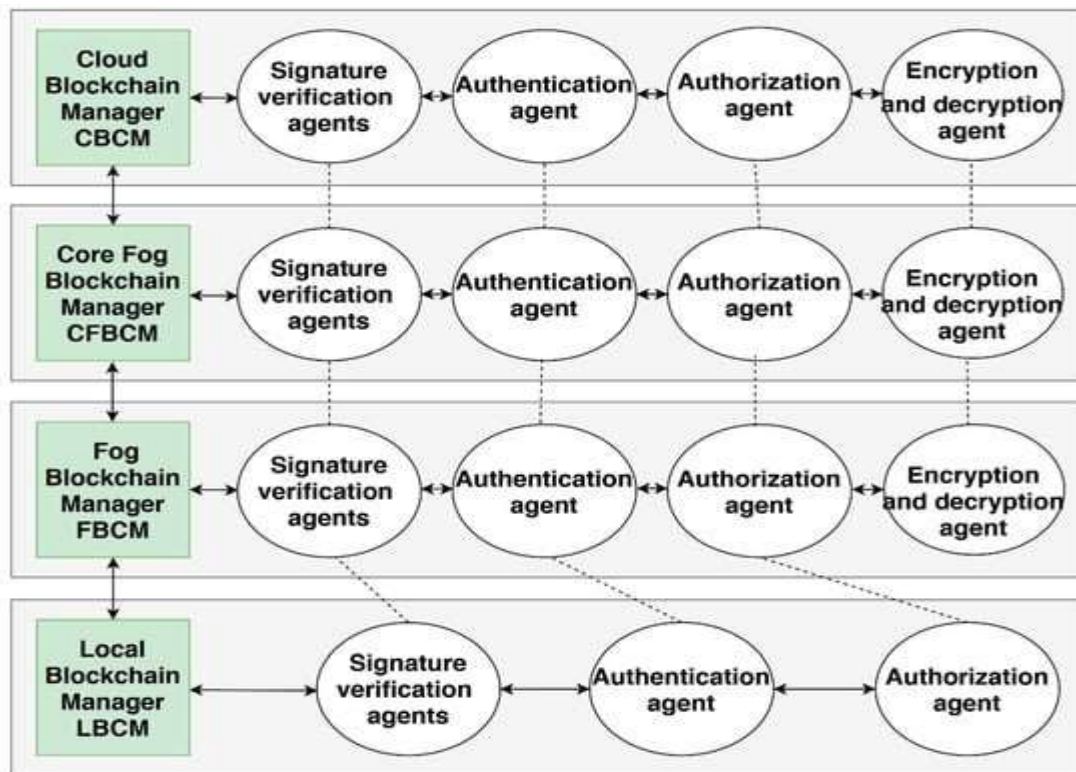 Cloud
Blockchain
Manager
CBCM
Signature
verification
agents
Authentication
agent
Authorization
agent
Encryption
and decryption
agent
Core Fog
Blockchain
Manager
CFBCM
Signature
verification
agents
Authentication
agent
Authorization
agent
Encryption
and decryption
agent
Fog
Blockchain
Manager
FBCM
Signature
verification
agents
Authentication
agent
Authorization
agent
Encryption
and decryption
agent
Local
Blockchain
Manager
LBCM
Signature
verification
agents
Authentication
agent
Authorization
agent